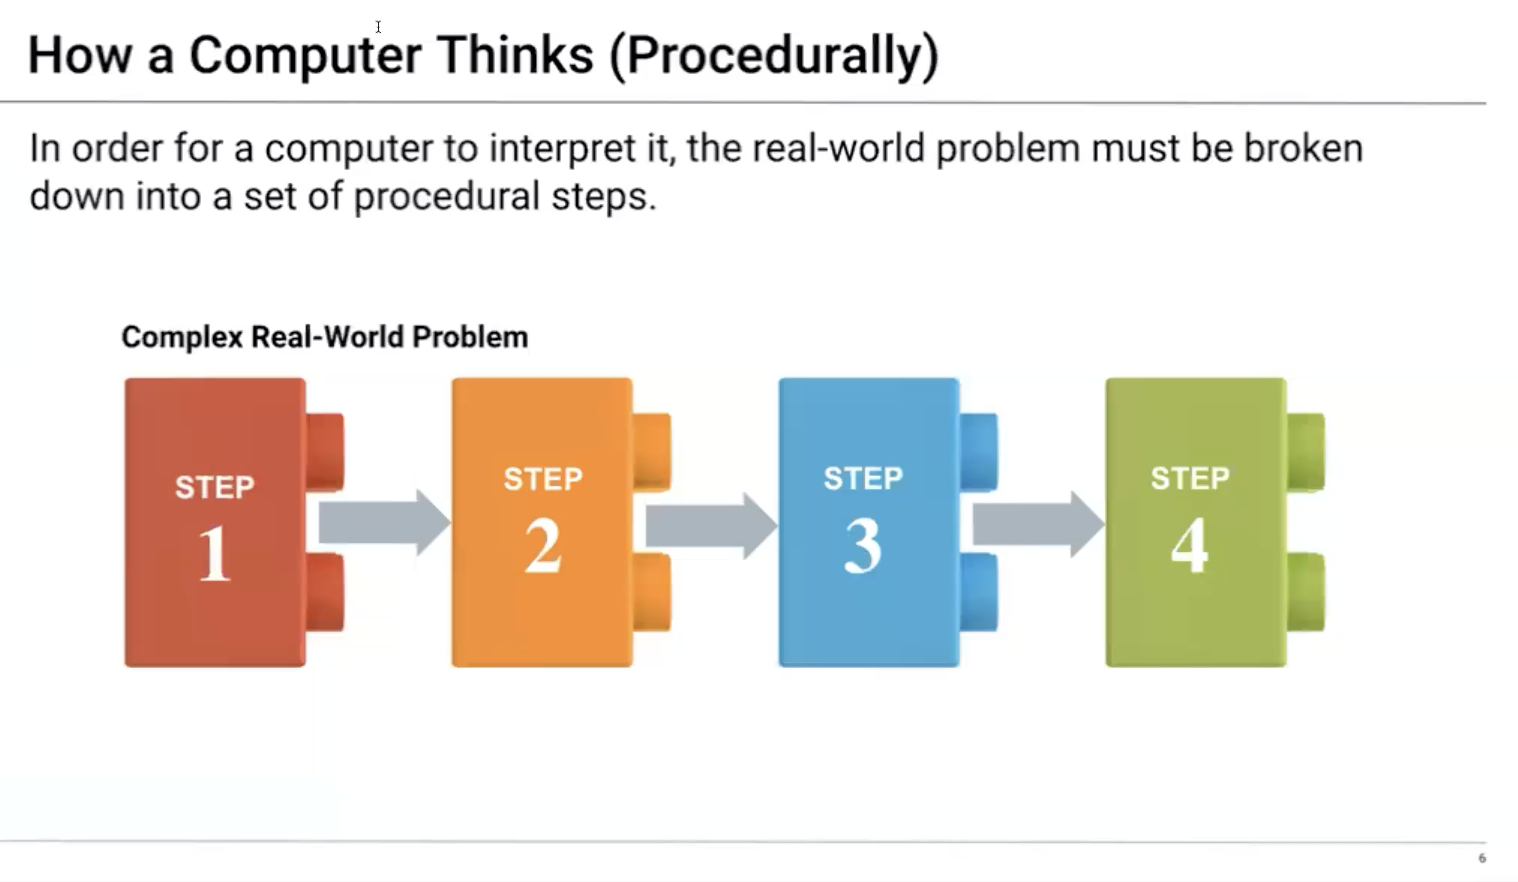 How a Computer Thinks (Procedurally)
In order for a computer to interpret it, the real-world problem must be broken
down into a set of procedural steps.
Complex Real-World Problem
STEP
1
STEP
2
STEP
3
STEP
4
6